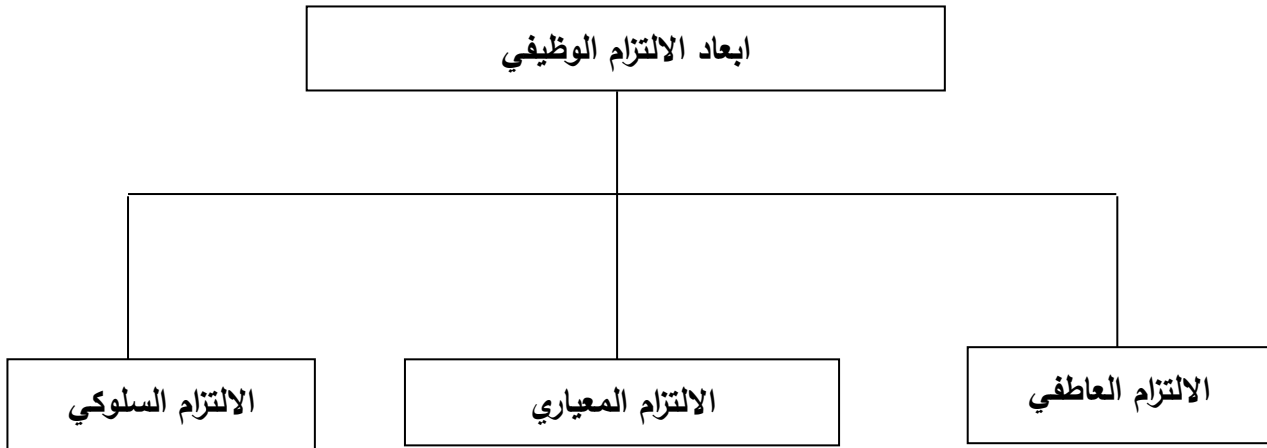 ابعاد الالتزام الوظيفي
الالتزام العاطفي
الالتزام المعياري
الالتزام السلوكي